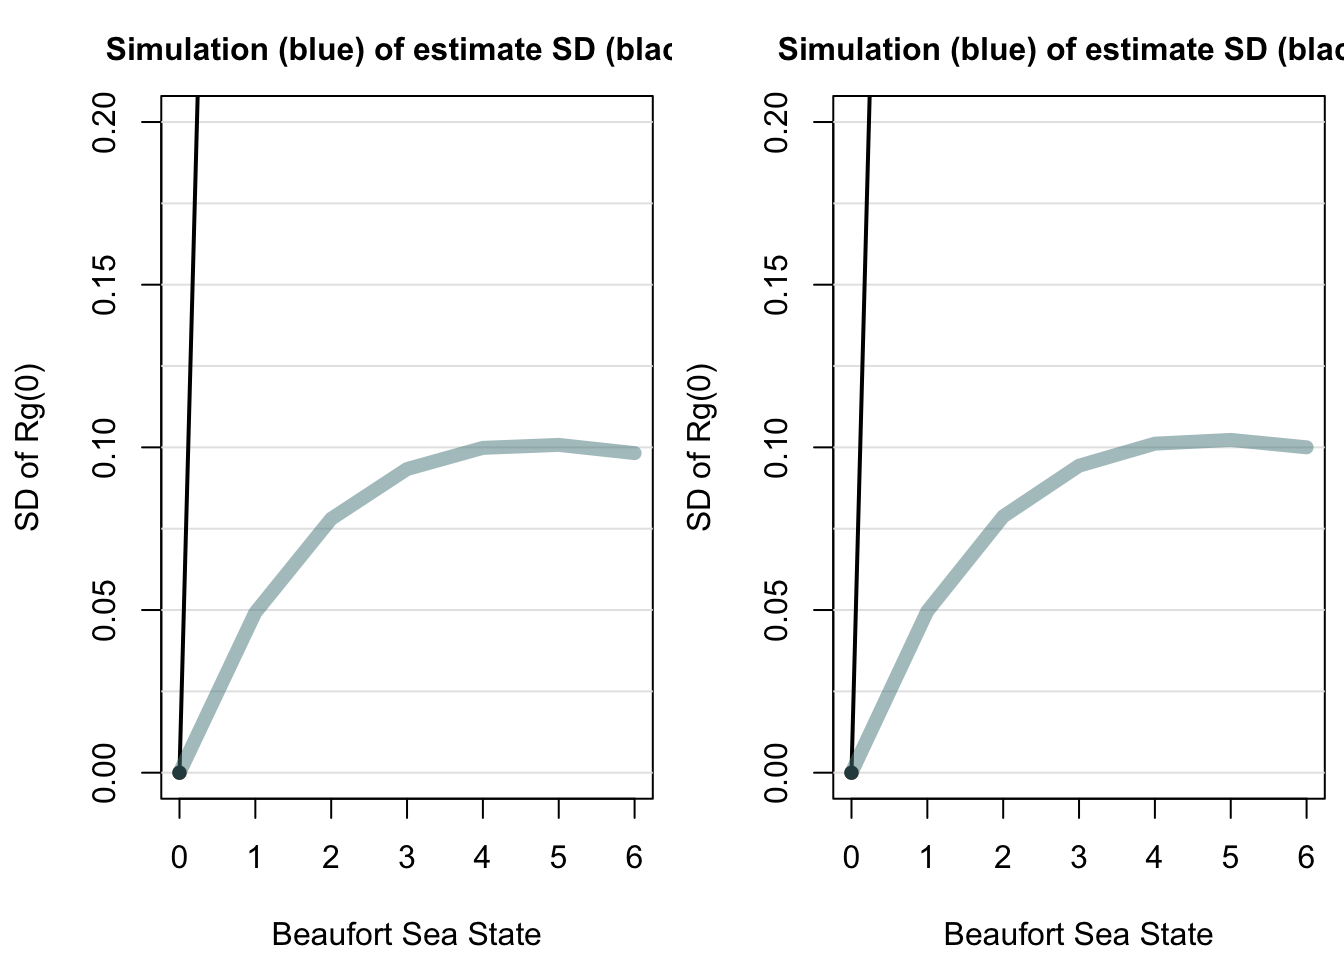 Simulation (blue) of estimate SD (blac
SD of Rg(0)
0.20
0.15
0.10
0.05
0.00
0 1 2 3 4 5 6
Beaufort Sea State
Simulation (blue) of estimate SD (blac
SD of Rg(0)
0.20
0.15
0.10
0.05
0.00
0 1 2 3 4 5 6
Beaufort Sea State